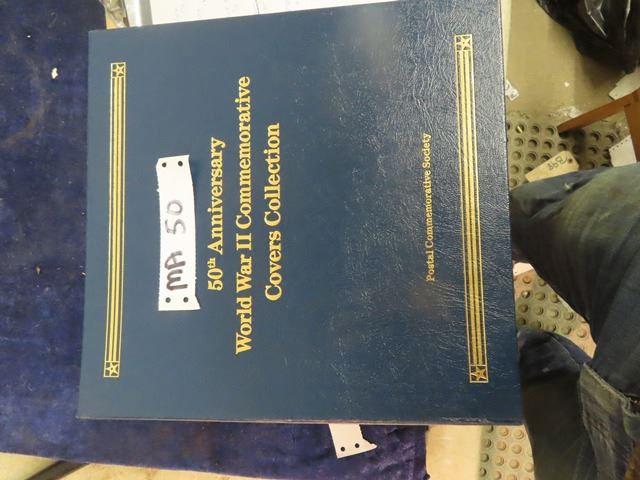 MA 50
50th Anniversary
World War II Commemorative
Covers Collection
Postal Commemorative Society